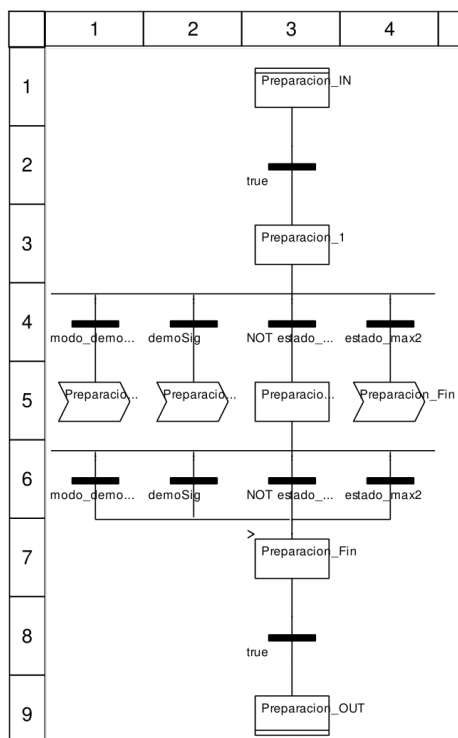 1 2 3 4
1 Preparacion_IN
2 true
3 Preparacion_1
4 modo_demo... demoSig NOT estado_... estado_max2
5 Preparacio... Preparacio... Preparacio... Preparacion_Fin
6 modo_demo... demoSig NOT estado_... estado_max2
7 > Preparacion_Fin
8 true
9 Preparacion_OUT